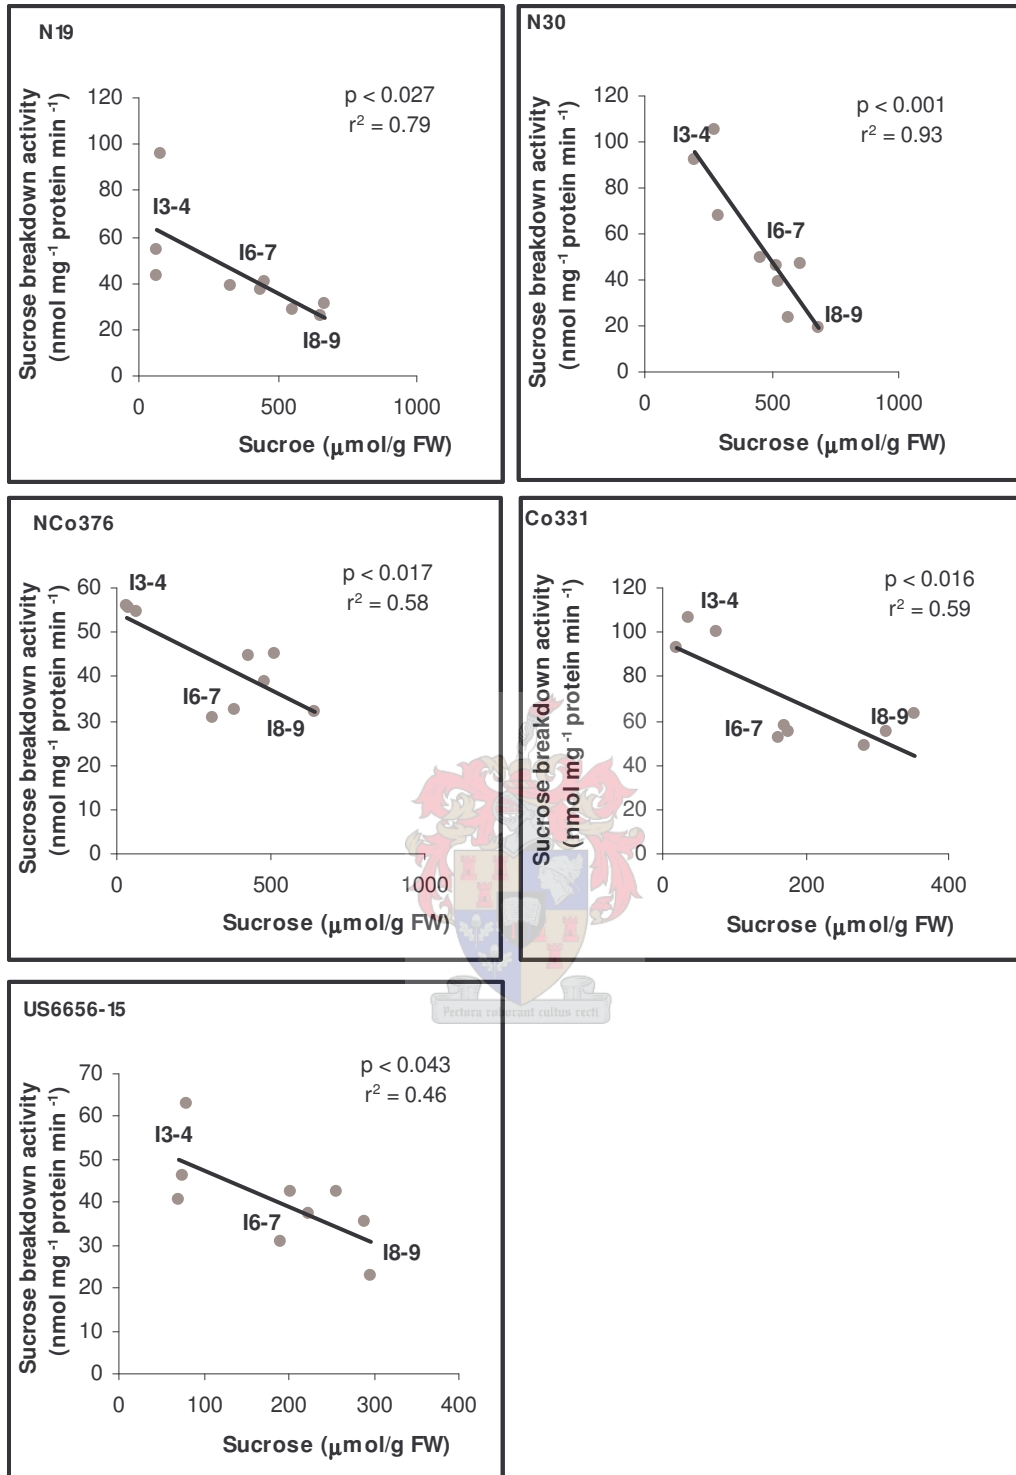 N19
p < 0.027
r² = 0.79
Sucrose breakdown activity
(nmol mg⁻¹ protein min⁻¹)
120
100
80
60
40
20
0
I3-4
I6-7
I8-9
0 500 1000
Sucroe (μmol/g FW)
N30
p < 0.001
r² = 0.93
Sucrose breakdown activity
(nmol mg⁻¹ protein min⁻¹)
120
100
80
60
40
20
0
I3-4
I6-7
I8-9
0 500 1000
Sucrose (μmol/g FW)
NCo376
p < 0.017
r² = 0.58
Sucrose breakdown activity
(nmol mg⁻¹ protein min⁻¹)
60
50
40
30
20
10
0
I3-4
I6-7
I8-9
0 500 1000
Sucrose (μmol/g FW)
Co331
p < 0.016
r² = 0.59
Sucrose breakdown activity
(nmol mg⁻¹ protein min⁻¹)
120
100
80
60
40
20
0
I3-4
I6-7
I8-9
0 200 400
Sucrose (μmol/g FW)
Pectora roborant cultus recti
US6656-15
p < 0.043
r² = 0.46
Sucrose breakdown activity
(nmol mg⁻¹ protein min⁻¹)
70
60
50
40
30
20
10
0
I3-4
I6-7
I8-9
0 100 200 300 400
Sucrose (μmol/g FW)